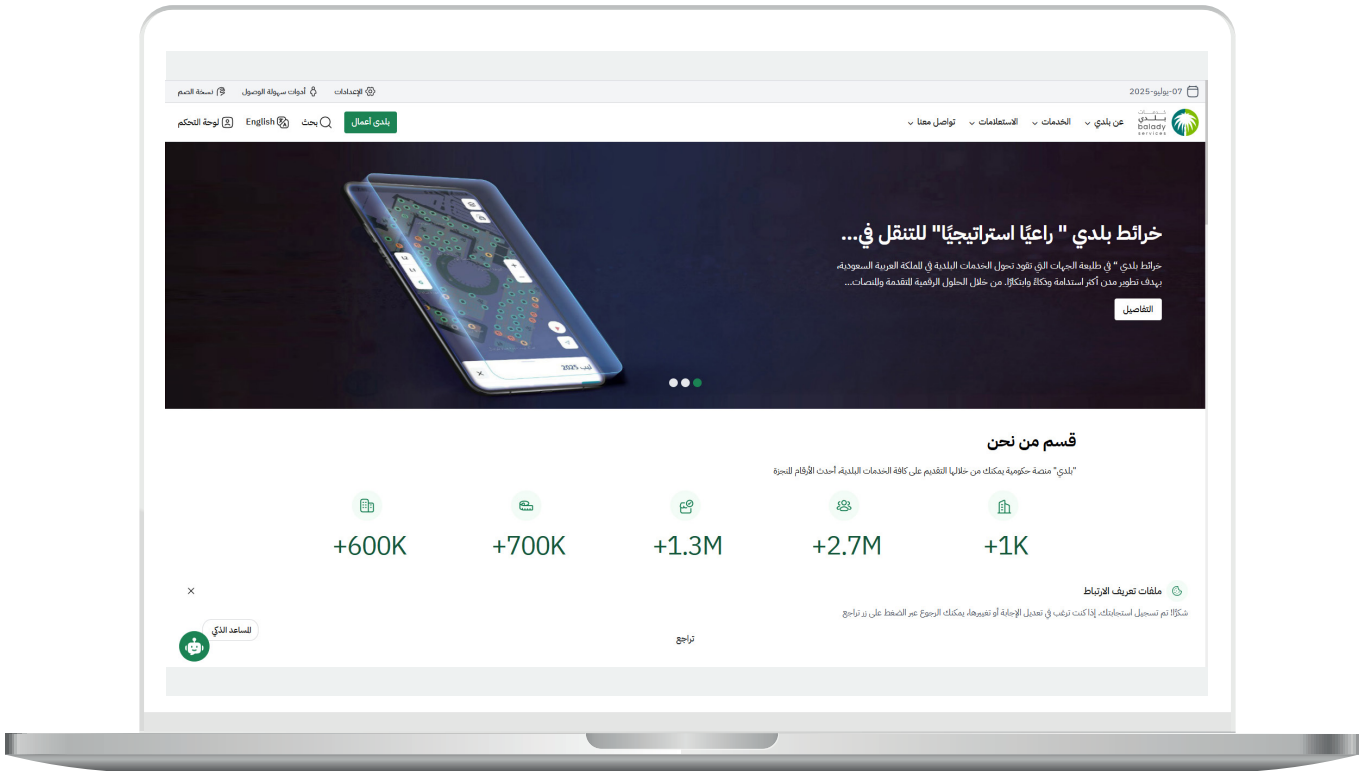 07-يوليو-2025
الإعدادات
أدوات سهولة الوصول
نسخة الصم
خدمات
بلدي
balady
services
عن بلدي
الخدمات
الاستعلامات
تواصل معنا
بلدي أعمال
بحث
English
لوحة التحكم
خرائط بلدي " راعيًا استراتيجيًا" للتنقل في...
خرائط بلدي " في طليعة الجهات التي تقود تحول الخدمات البلدية في المملكة العربية السعودية،
بهدف تطوير مدن أكثر استدامة وذكاءً وابتكارًا. من خلال الحلول الرقمية المتقدمة والمنصات...
التفاصيل
2025
قسم من نحن
"بلدي" منصة حكومية يمكنك من خلالها التقديم على كافة الخدمات البلدية، أحدث الأرقام المنجزة
+1K
+2.7M
+1.3M
+700K
+600K
ملفات تعريف الارتباط
شكرًا! تم تسجيل استجابتك. إذا كنت ترغب في تعديل الإجابة أو تغييرها، يمكنك الرجوع عبر الضغط على زر تراجع
تراجع
المساعد الذكي